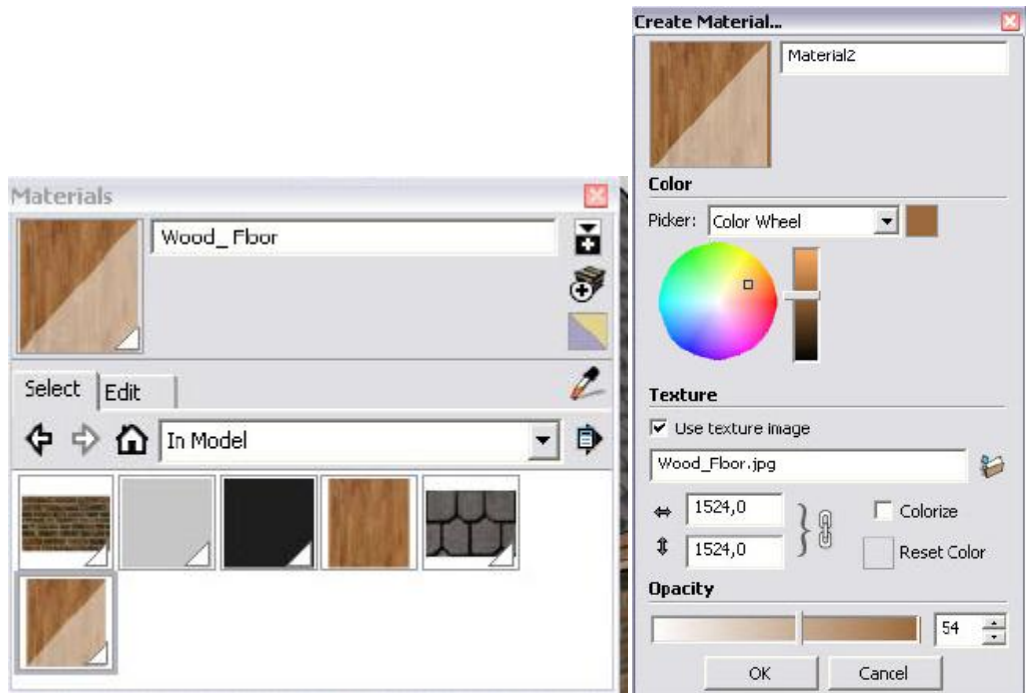 Materials
Wood_ Floor
Select
Edit
In Model
Create Material...
Material2
Color
Picker:
Color Wheel
Texture
Use texture image
Wood_Floor.jpg
1524,0
Colorize
1524,0
Reset Color
Opacity
54
OK
Cancel